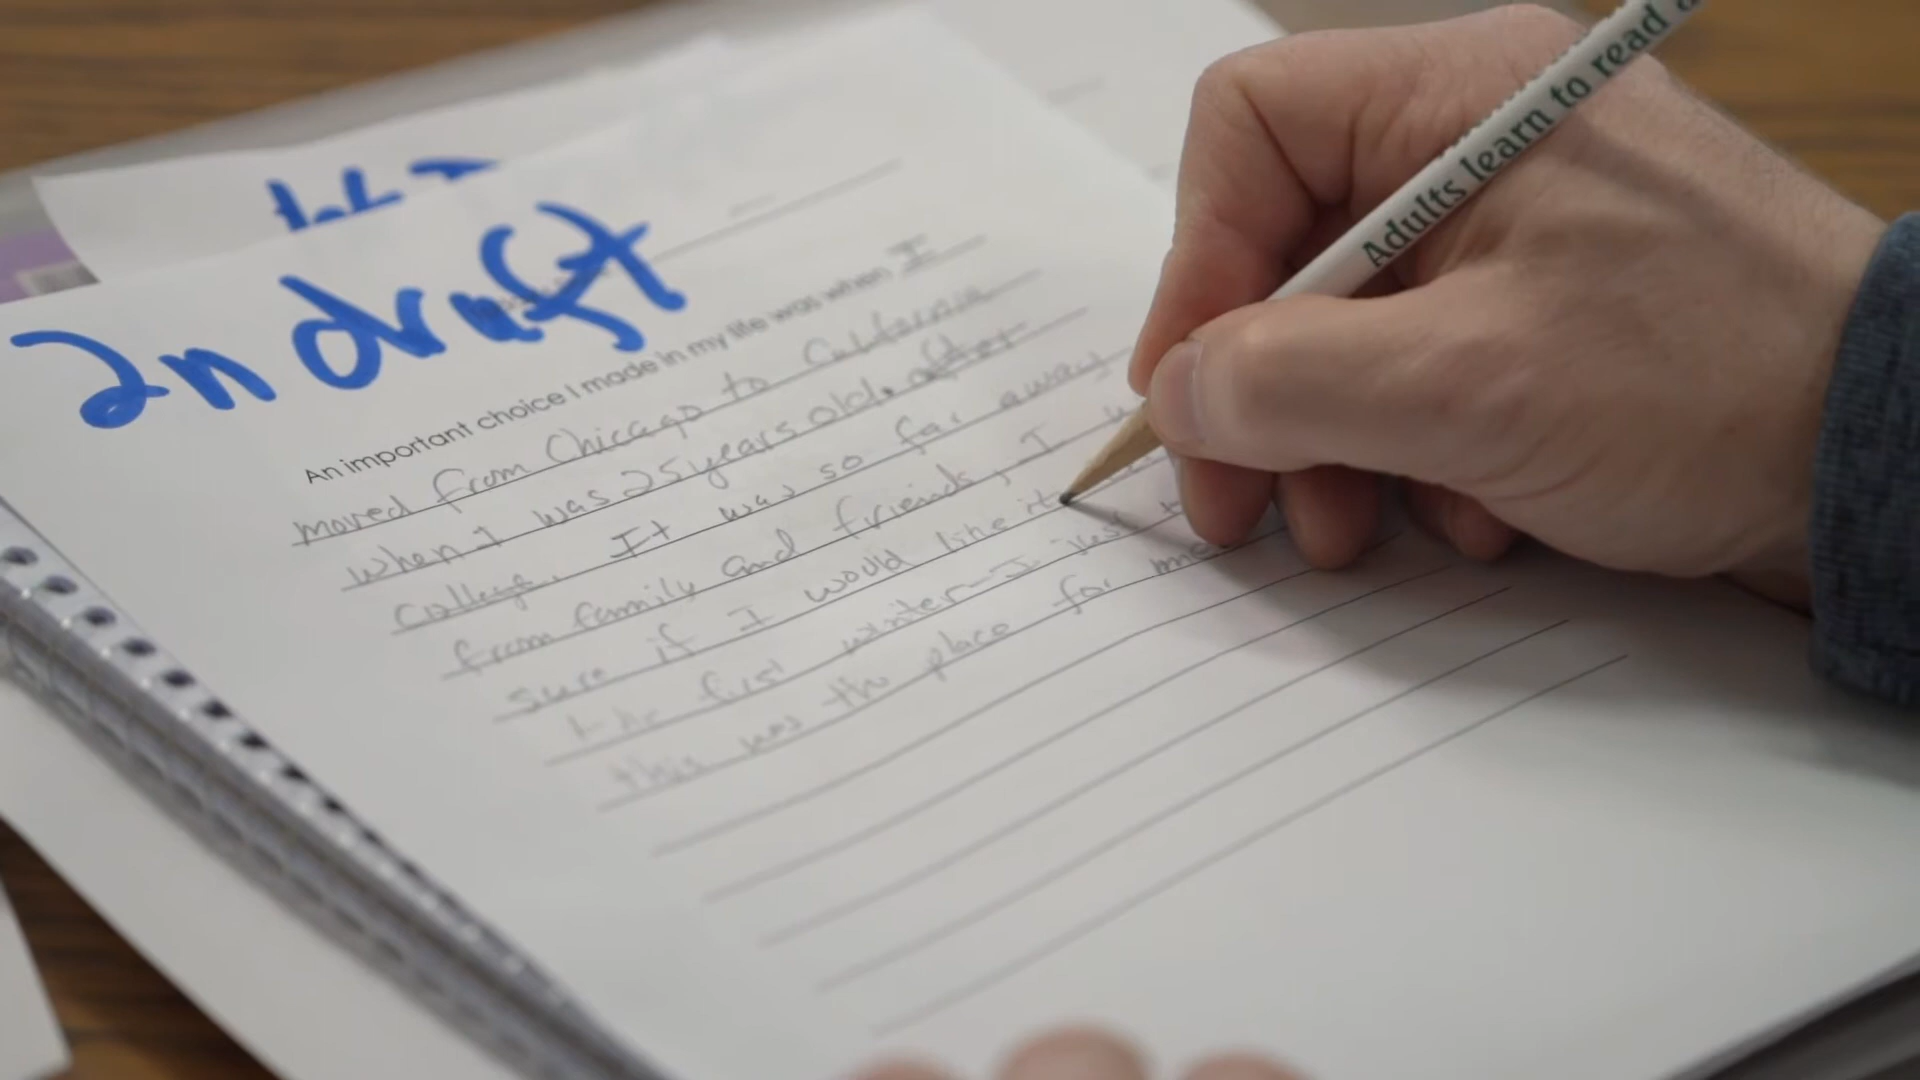 2n draft
An important choice I made in my life was when I
moved from Chicago to California
when I was 25 years old. after
college. It was so far away
from family and friends, I
sure if I would like it
the first winter - I just
this was the place for me
Adults learn to read